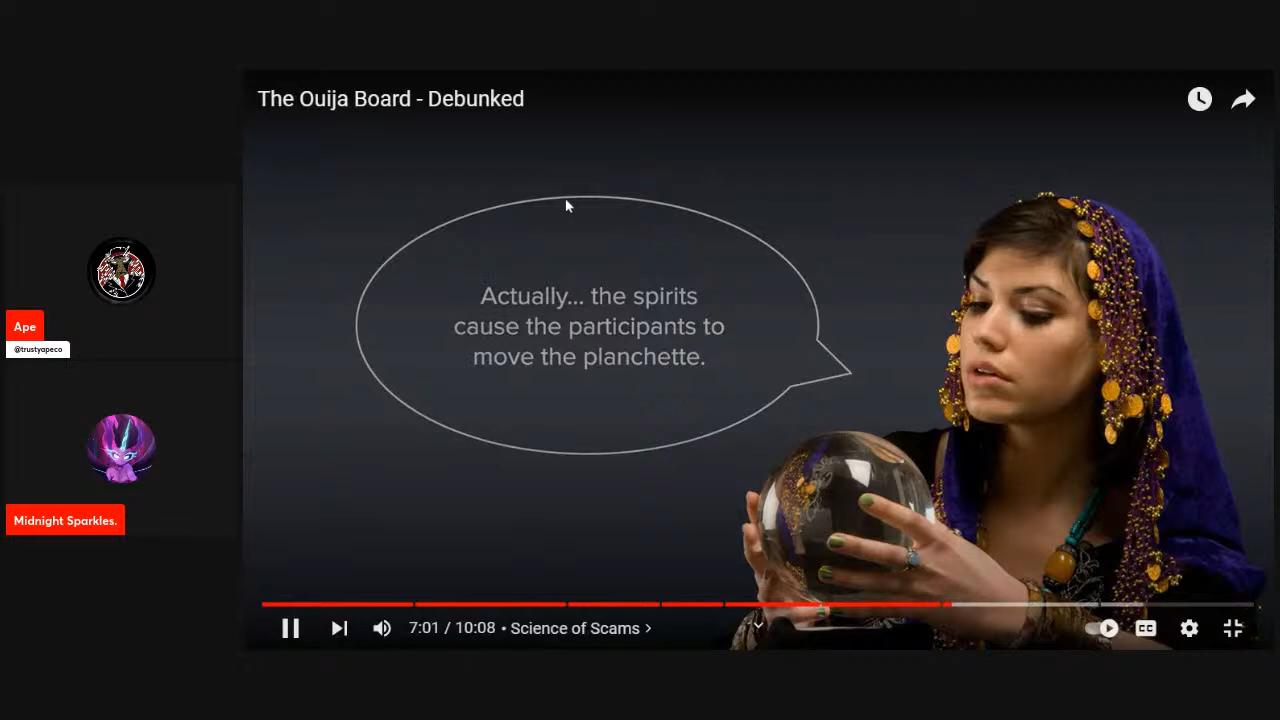 The Ouija Board - Debunked
Actually... the spirits
cause the participants to
move the planchette.
Ape
@trustyapeco
Midnight Sparkles.
7:01 / 10:08 • Science of Scams >
CC